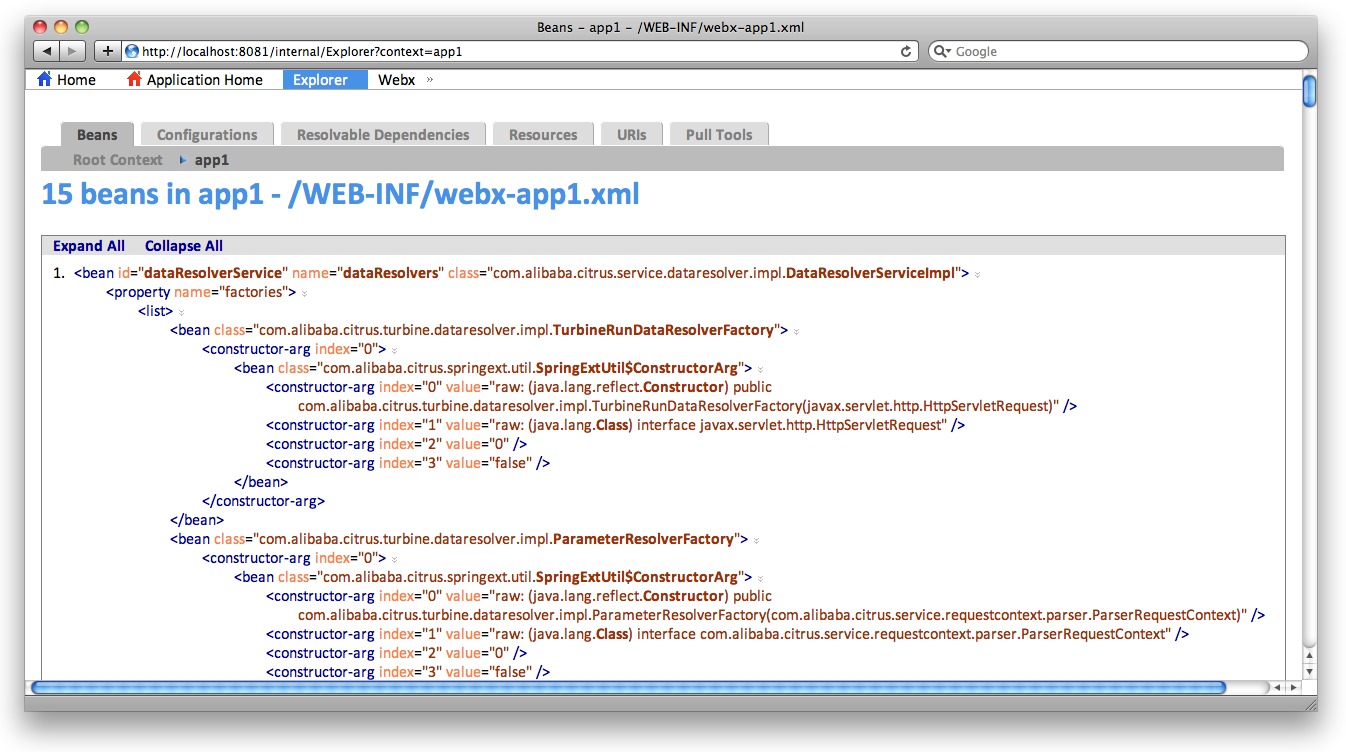 Beans – app1 – /WEB-INF/webx-app1.xml
http://localhost:8081/internal/Explorer?context=app1
Google
Home Application Home Explorer Webx »
Beans Configurations Resolvable Dependencies Resources URIs Pull Tools
Root Context ▸ app1
15 beans in app1 - /WEB-INF/webx-app1.xml
Expand All Collapse All
1. <bean id="dataResolverService" name="dataResolvers" class="com.alibaba.citrus.service.dataresolver.impl.DataResolverServiceImpl">
<property name="factories">
<list>
<bean class="com.alibaba.citrus.turbine.dataresolver.impl.TurbineRunDataResolverFactory">
<constructor-arg index="0">
<bean class="com.alibaba.citrus.springext.util.SpringExtUtil$ConstructorArg">
<constructor-arg index="0" value="raw: (java.lang.reflect.Constructor) public
com.alibaba.citrus.turbine.dataresolver.impl.TurbineRunDataResolverFactory(javax.servlet.http.HttpServletRequest)" />
<constructor-arg index="1" value="raw: (java.lang.Class) interface javax.servlet.http.HttpServletRequest" />
<constructor-arg index="2" value="0" />
<constructor-arg index="3" value="false" />
</bean>
</constructor-arg>
</bean>
<bean class="com.alibaba.citrus.turbine.dataresolver.impl.ParameterResolverFactory">
<constructor-arg index="0">
<bean class="com.alibaba.citrus.springext.util.SpringExtUtil$ConstructorArg">
<constructor-arg index="0" value="raw: (java.lang.reflect.Constructor) public
com.alibaba.citrus.turbine.dataresolver.impl.ParameterResolverFactory(com.alibaba.citrus.service.requestcontext.parser.ParserRequestContext)" />
<constructor-arg index="1" value="raw: (java.lang.Class) interface com.alibaba.citrus.service.requestcontext.parser.ParserRequestContext" />
<constructor-arg index="2" value="0" />
<constructor-arg index="3" value="false" />